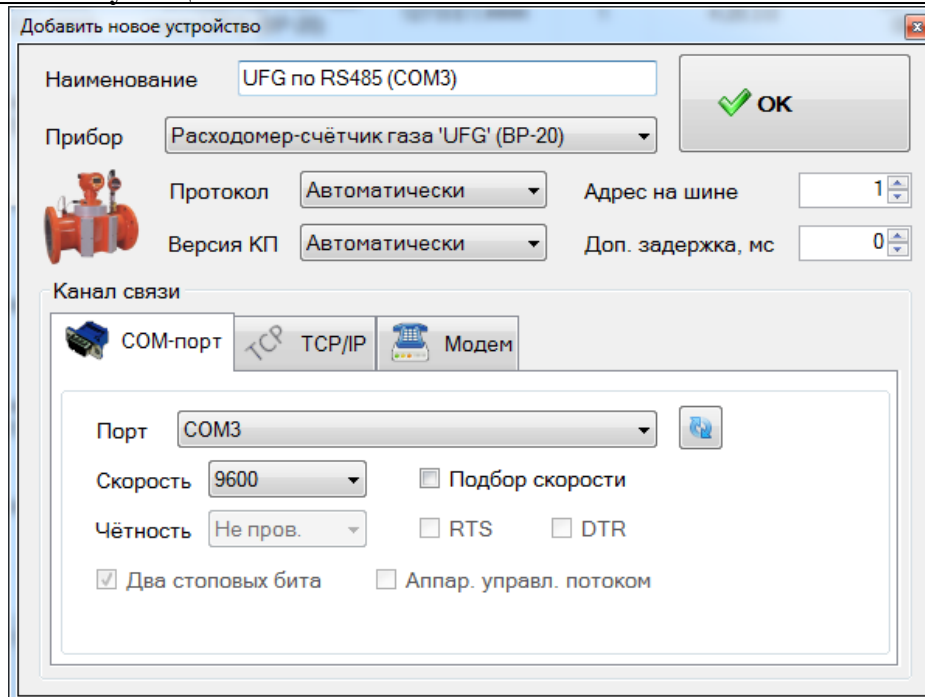 Добавить новое устройство
Наименование UFG по RS485 (COM3)
OK
Прибор Расходомер-счётчик газа 'UFG' (ВР-20)
Протокол Автоматически Адрес на шине 1
Версия КП Автоматически Доп. задержка, мс 0
Канал связи
COM-порт TCP TCP/IP Модем
Порт COM3
Скорость 9600 Подбор скорости
Чётность Не пров. RTS DTR
Два стоповых бита Аппар. управл. потоком